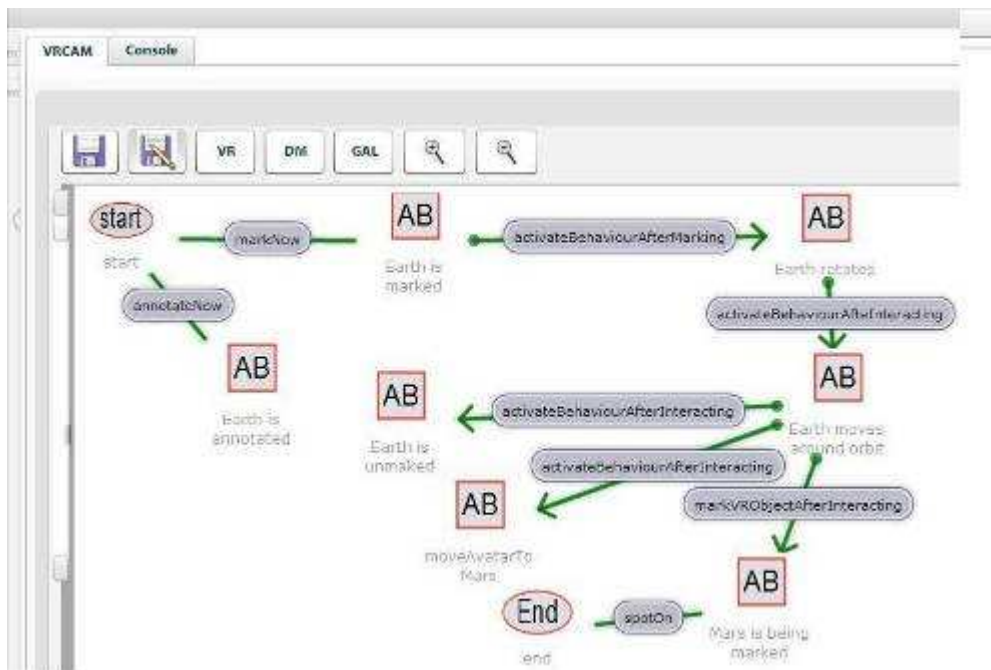 VRCAM Console
VR DM GAL
start
start
markNow
AB
Earth is
marked
activateBehaviourAfterMarking
AB
Earth rotates
annotateNow
activateBehaviourAfteInteracting
AB
Earth is
annotated
AB
Earth is
unmaked
activateBehaviourAfterInteracting
AB
Earth moves
around orbit
activateBehaviourAfterInteracting
AB
moveAvatarTo
Mars
markVRObjectAfterInteracting
AB
Mars is being
marked
End
end
spotOn